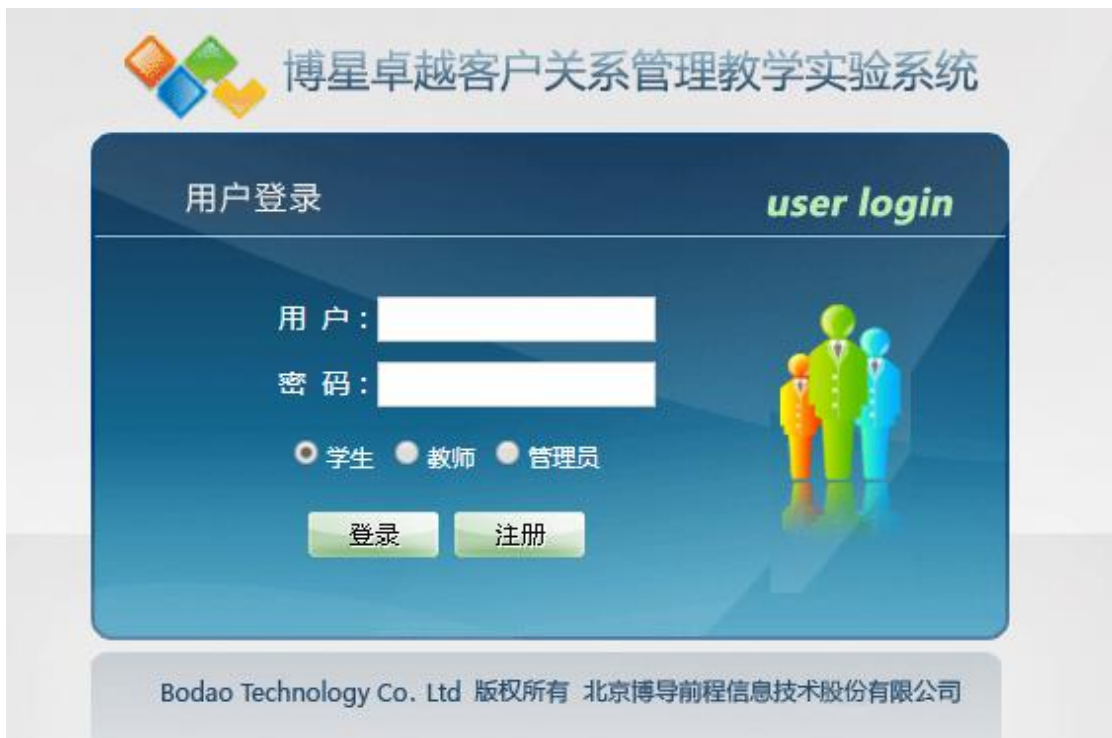 博星卓越客户关系管理教学实验系统
用户登录 user login
用 户：
密 码：
学生 教师 管理员
登录 注册
Bodao Technology Co. Ltd 版权所有 北京博导前程信息技术股份有限公司